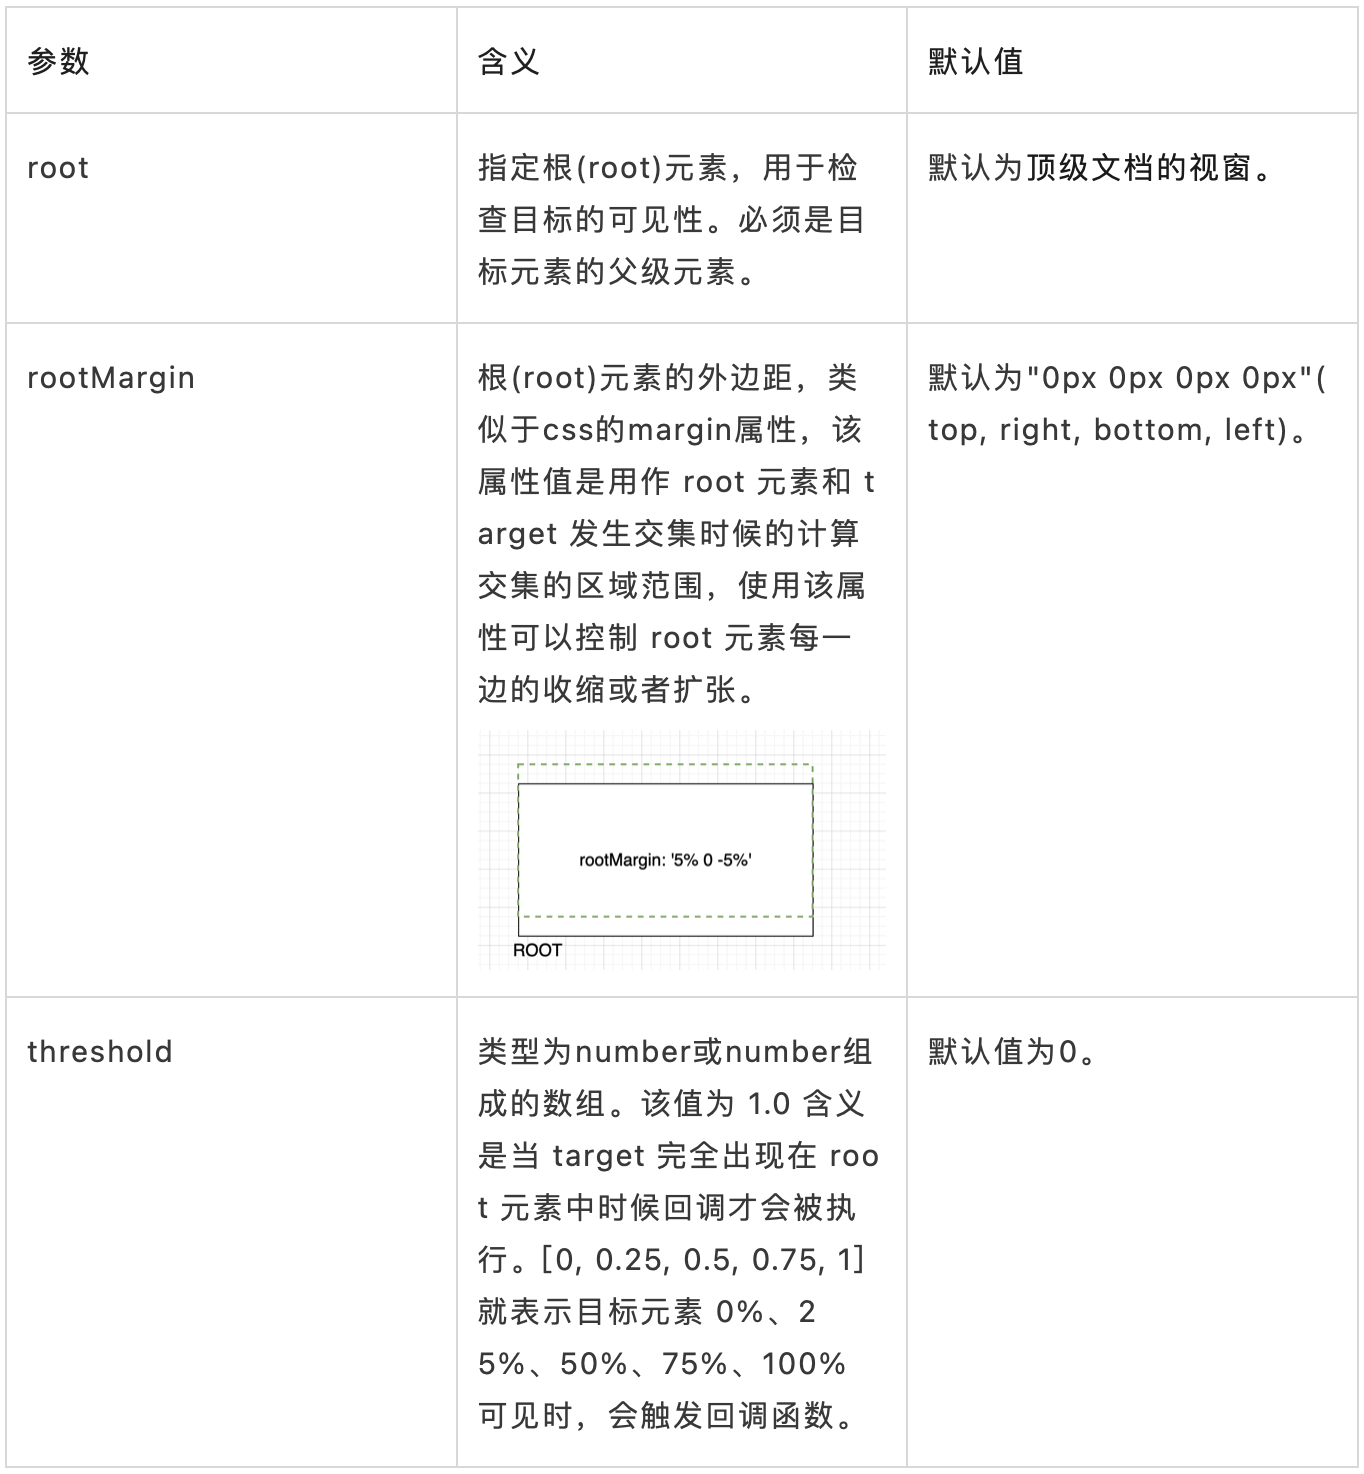 参数
含义
默认值
root
指定根(root)元素，用于检
查目标的可见性。必须是目
标元素的父级元素。
默认为顶级文档的视窗。
rootMargin
根(root)元素的外边距，类
似于css的margin属性，该
属性值是用作 root 元素和 t
arget 发生交集时候的计算
交集的区域范围，使用该属
性可以控制 root 元素每一
边的收缩或者扩张。
rootMargin: '5% 0 -5%'
ROOT
默认为"0px 0px 0px 0px"(
top, right, bottom, left)。
threshold
类型为number或number组
成的数组。该值为 1.0 含义
是当 target 完全出现在 roo
t 元素中时候回调才会被执
行。[0, 0.25, 0.5, 0.75, 1]
就表示目标元素 0%、2
5%、50%、75%、100%
可见时，会触发回调函数。
默认值为0。